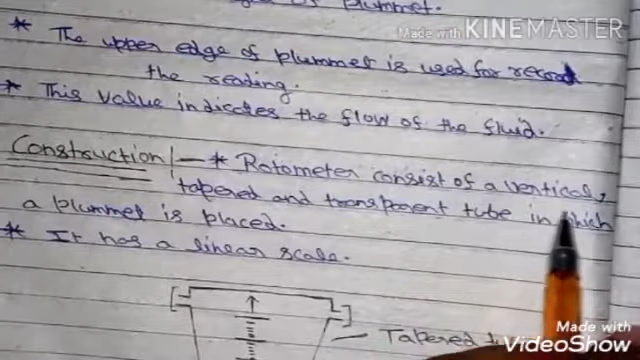 of Plummet.
Made with KINEMASTER
* The upper edge of plummet is used for record
the reading.
* This value indicates the flow of the fluid.
Construction | — * Rotometer consist of a vertical,
tapered and transparent tube in which
a plummet is placed.
* It has a linear scale.
— Tapered
Made with
VideoShow